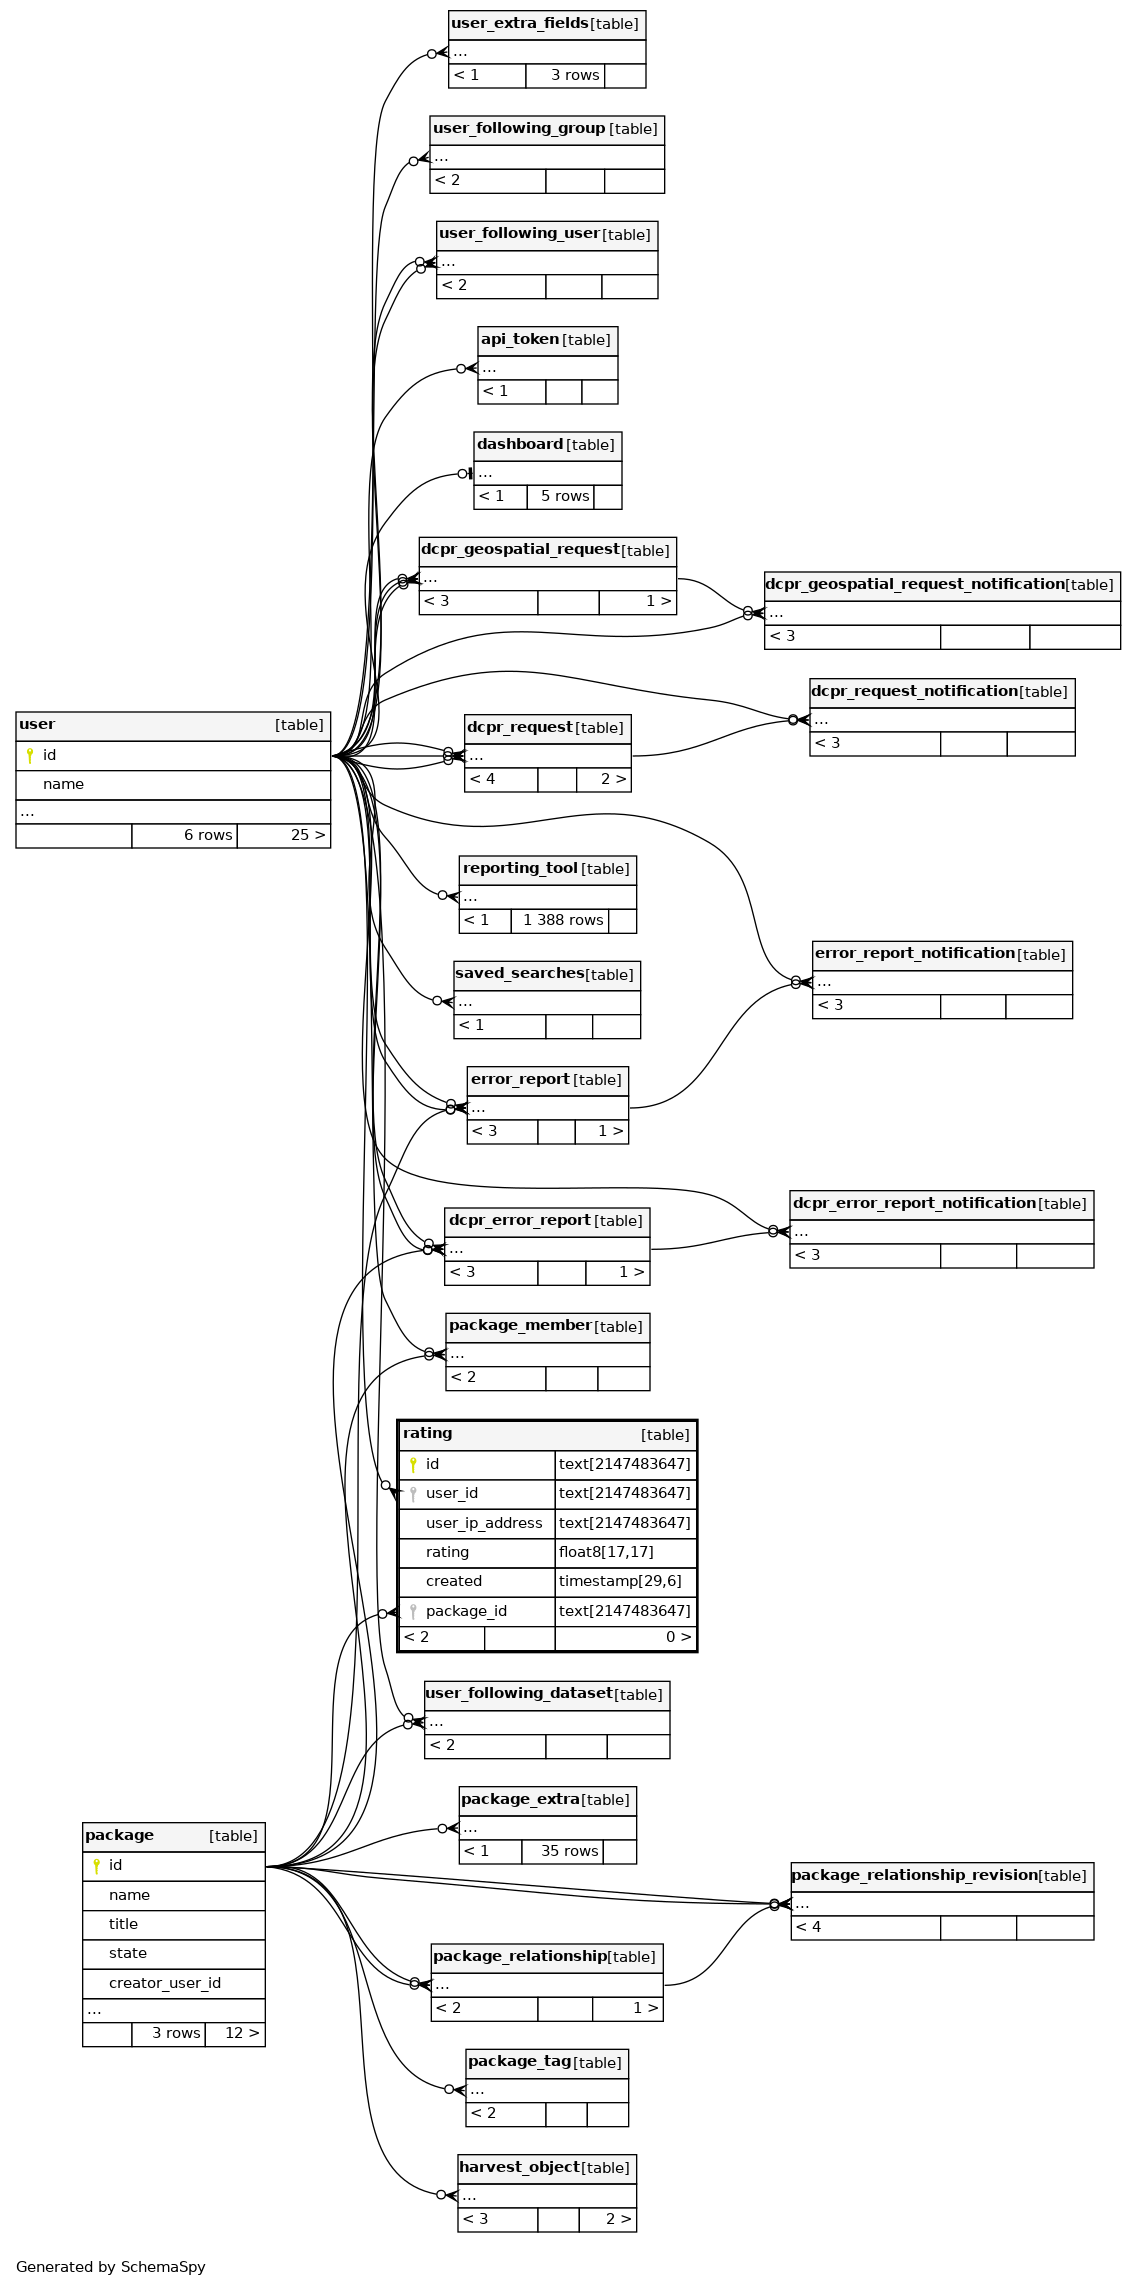 user_extra_fields [table]
...
< 1 3 rows
user_following_group [table]
...
< 2
user_following_user [table]
...
< 2
api_token [table]
...
< 1
dashboard [table]
...
< 1 5 rows
dcpr_geospatial_request [table]
...
< 3 1 >
dcpr_geospatial_request_notification [table]
...
< 3
dcpr_request_notification [table]
...
< 3
user [table]
id
name
...
6 rows 25 >
dcpr_request [table]
...
< 4 2 >
reporting_tool [table]
...
< 1 1 388 rows
error_report_notification [table]
...
< 3
saved_searches [table]
...
< 1
error_report [table]
...
< 3 1 >
dcpr_error_report_notification [table]
...
< 3
dcpr_error_report [table]
...
< 3 1 >
package_member [table]
...
< 2
rating [table]
id text[2147483647]
user_id text[2147483647]
user_ip_address text[2147483647]
rating float8[17,17]
created timestamp[29,6]
package_id text[2147483647]
< 2 0 >
user_following_dataset [table]
...
< 2
package_extra [table]
...
< 1 35 rows
package [table]
id
name
title
state
creator_user_id
...
3 rows 12 >
package_relationship_revision [table]
...
< 4
package_relationship [table]
...
< 2 1 >
package_tag [table]
...
< 2
harvest_object [table]
...
< 3 2 >
Generated by SchemaSpy